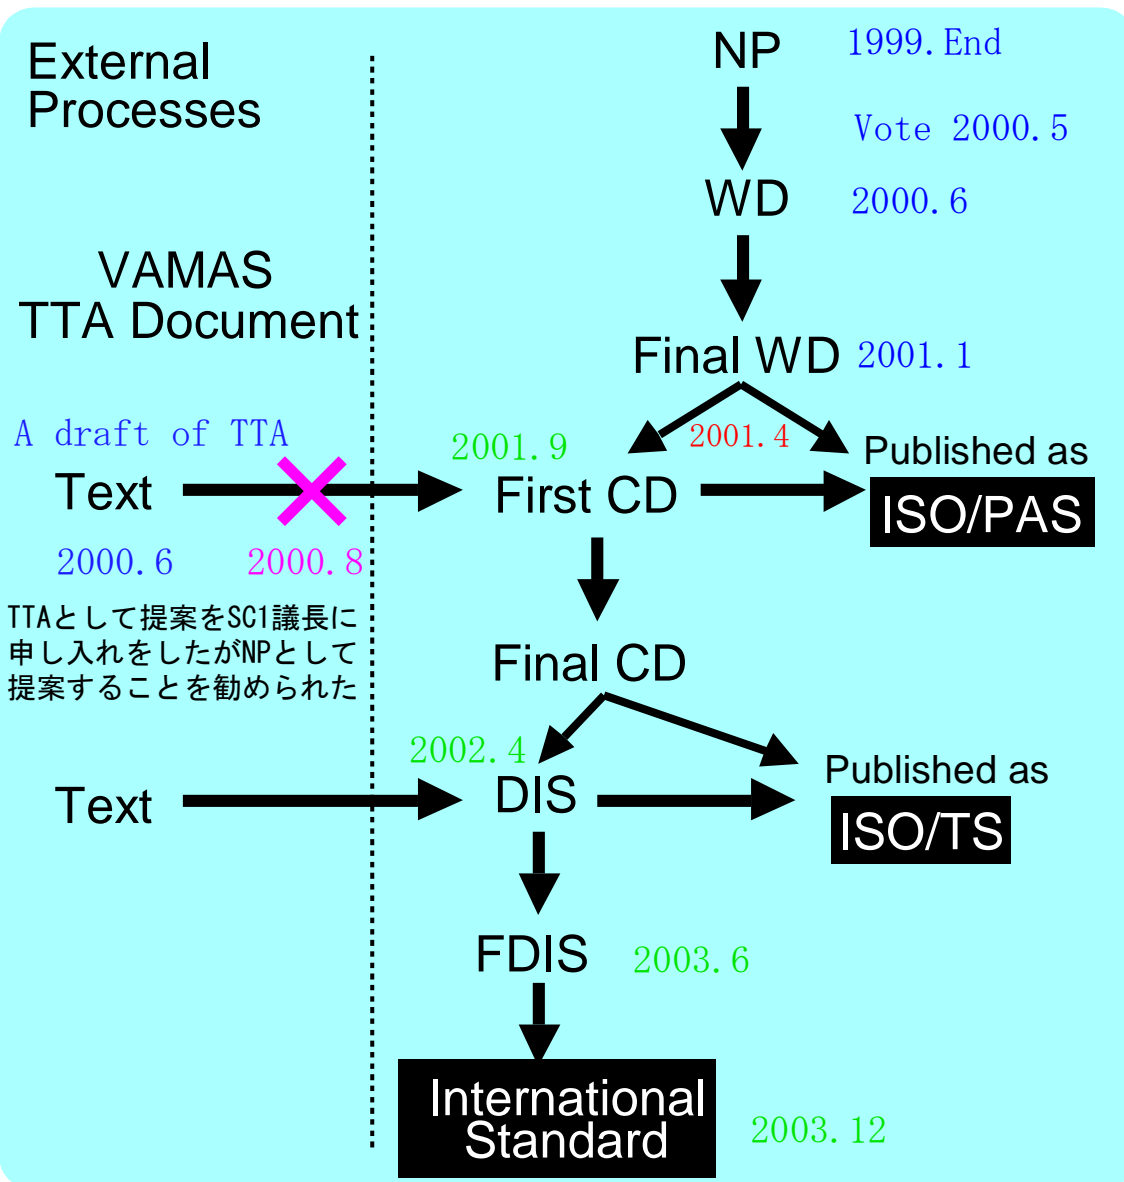 External
Processes
NP
1999.End
Vote 2000.5
WD
2000.6
VAMAS
TTA Document
Final WD
2001.1
A draft of TTA
2001.9
2001.4
Published as
Text
First CD
ISO/PAS
2000.6
2000.8
TTAとして提案をSC1議長に
申し入れをしたがNPとして
提案することを勧められた
Final CD
2002.4
Published as
Text
DIS
ISO/TS
FDIS
2003.6
International
Standard
2003.12